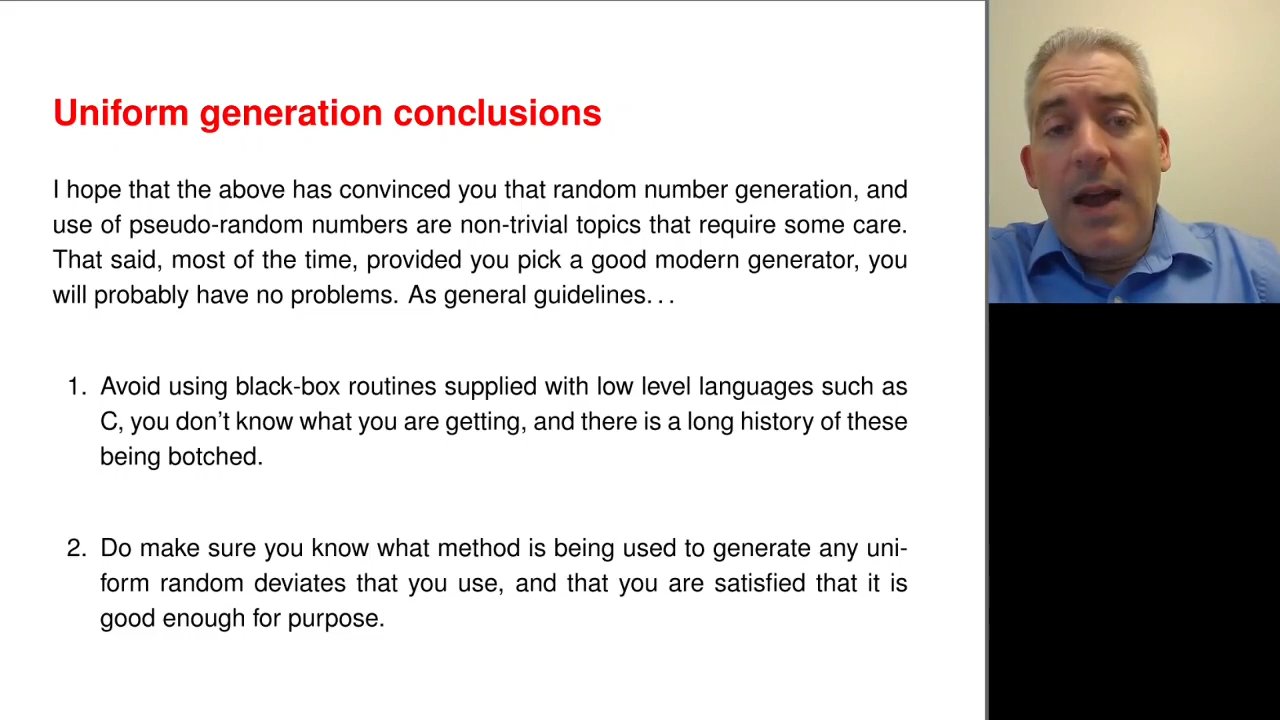 Uniform generation conclusions
I hope that the above has convinced you that random number generation, and
use of pseudo-random numbers are non-trivial topics that require some care.
That said, most of the time, provided you pick a good modern generator, you
will probably have no problems. As general guidelines. . .
1. Avoid using black-box routines supplied with low level languages such as
C, you don't know what you are getting, and there is a long history of these
being botched.
2. Do make sure you know what method is being used to generate any uni-
form random deviates that you use, and that you are satisfied that it is
good enough for purpose.